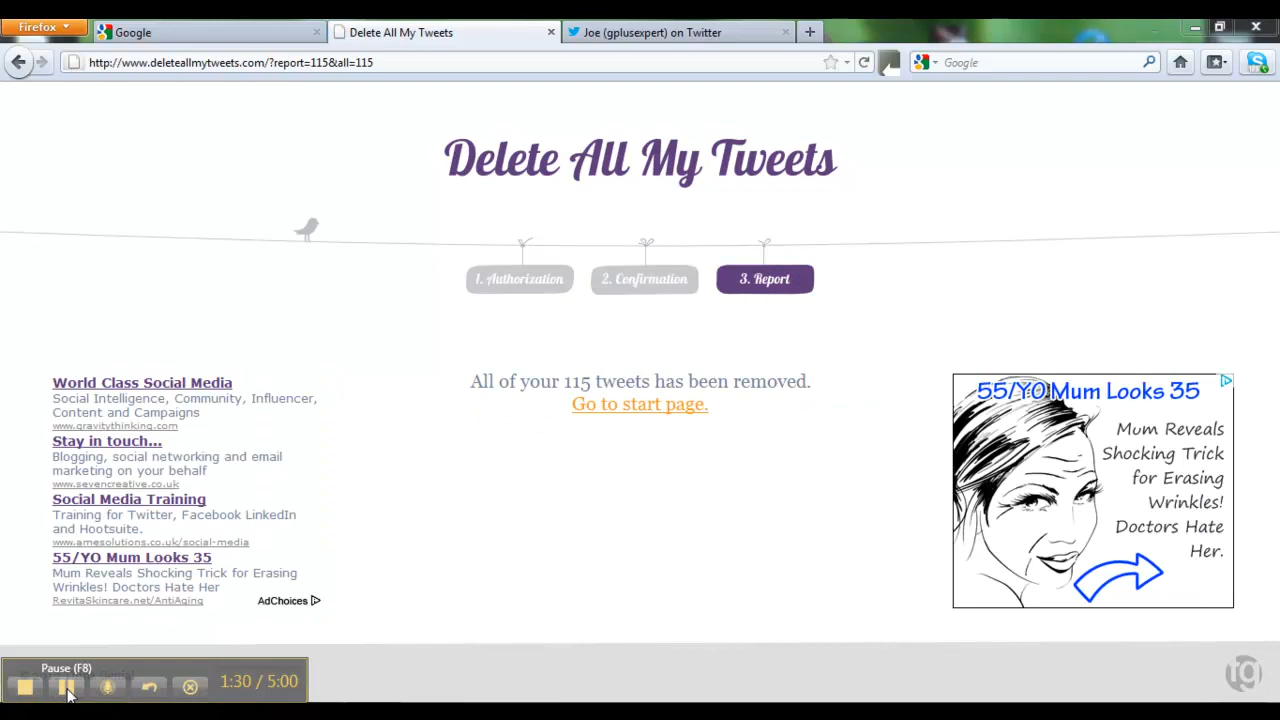 Firefox
Google
Delete All My Tweets
Joe (gplusexpert) on Twitter
http://www.deleteallmytweets.com/?report=115&all=115
Google
Delete All My Tweets
1. Authorization
2. Confirmation
3. Report
World Class Social Media
Social Intelligence, Community, Influencer,
Content and Campaigns
www.gravitythinking.com
Stay in touch...
Blogging, social networking and email
marketing on your behalf
www.sevencreative.co.uk
Social Media Training
Training for Twitter, Facebook LinkedIn
and Hootsuite.
www.amesolutions.co.uk/social-media
55/YO Mum Looks 35
Mum Reveals Shocking Trick for Erasing
Wrinkles! Doctors Hate Her
RevitaSkincare.net/AntiAging
AdChoices
All of your 115 tweets has been removed.
Go to start page.
55/YO Mum Looks 35
Mum Reveals
Shocking Trick
for Erasing
Wrinkles!
Doctors Hate
Her.
Pause (F8)
1:30 / 5:00
tg